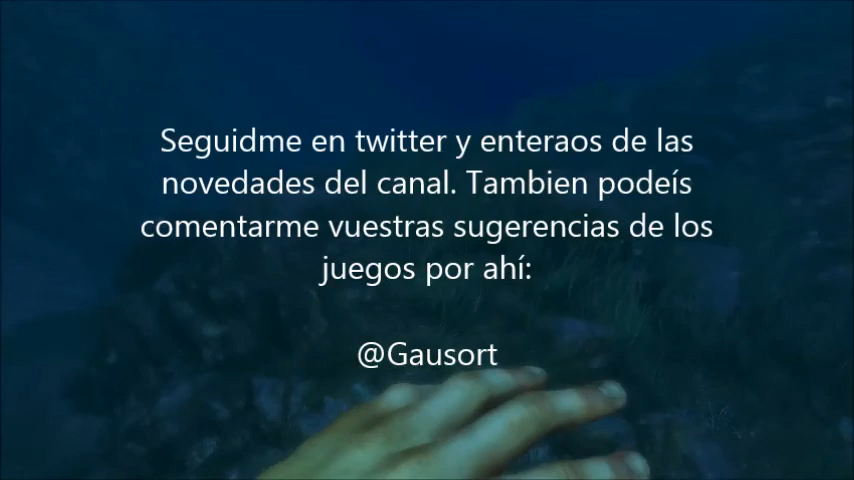 Seguidme en twitter y enteraos de las
novedades del canal. Tambien podeís
comentarme vuestras sugerencias de los
juegos por ahí:
@Gausort